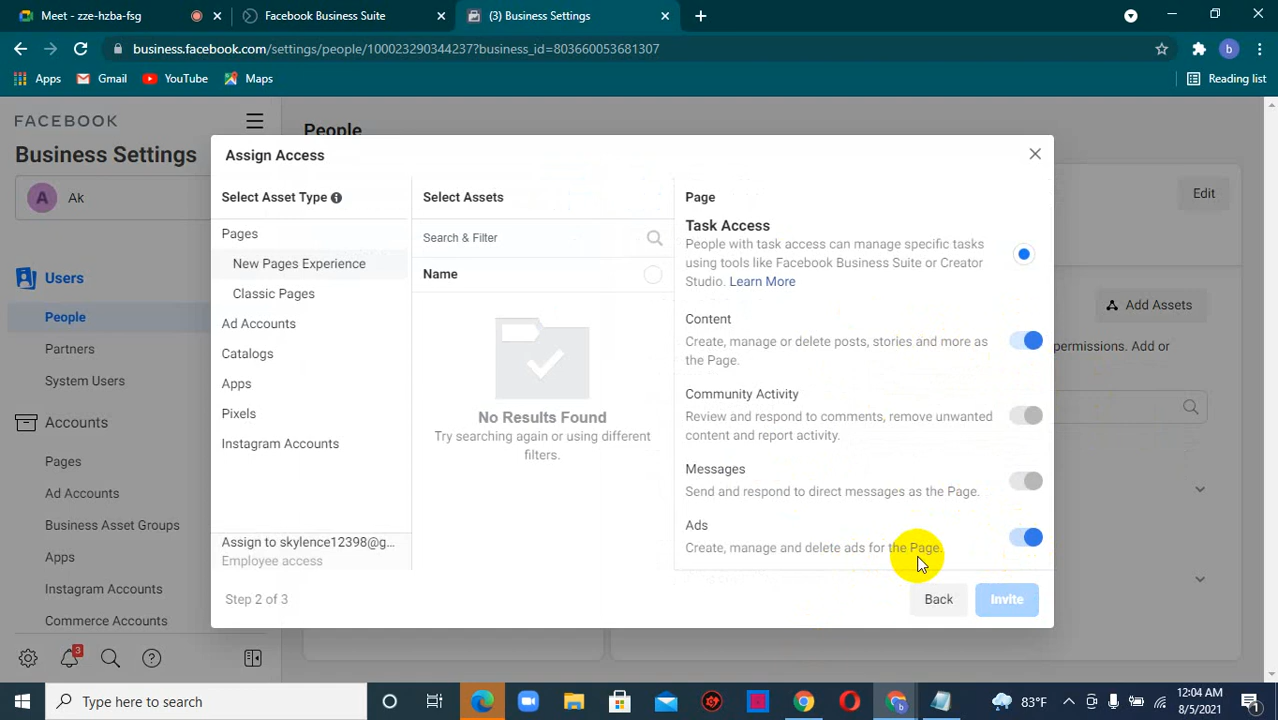 Meet - zze-hzba-fsg
Facebook Business Suite
(3) Business Settings
business.facebook.com/settings/people/100023290344237?business_id=803660053681307
b
Apps
Gmail
YouTube
Maps
Reading list
FACEBOOK
Business Settings
A
Ak
Users
People
Partners
System Users
Accounts
Pages
Ad Accounts
Business Asset Groups
Apps
Instagram Accounts
Commerce Accounts
3
People
Edit
Add Assets
permissions. Add or
Assign Access
Select Asset Type
Pages
New Pages Experience
Classic Pages
Ad Accounts
Catalogs
Apps
Pixels
Instagram Accounts
Assign to skylence12398@g...
Employee access
Step 2 of 3
Select Assets
Search & Filter
Name
No Results Found
Try searching again or using different
filters.
Page
Task Access
People with task access can manage specific tasks
using tools like Facebook Business Suite or Creator
Studio. Learn More
Content
Create, manage or delete posts, stories and more as
the Page.
Community Activity
Review and respond to comments, remove unwanted
content and report activity.
Messages
Send and respond to direct messages as the Page.
Ads
Create, manage and delete ads for the Page.
Back
Invite
Type here to search
83°F
12:04 AM
8/5/2021
1